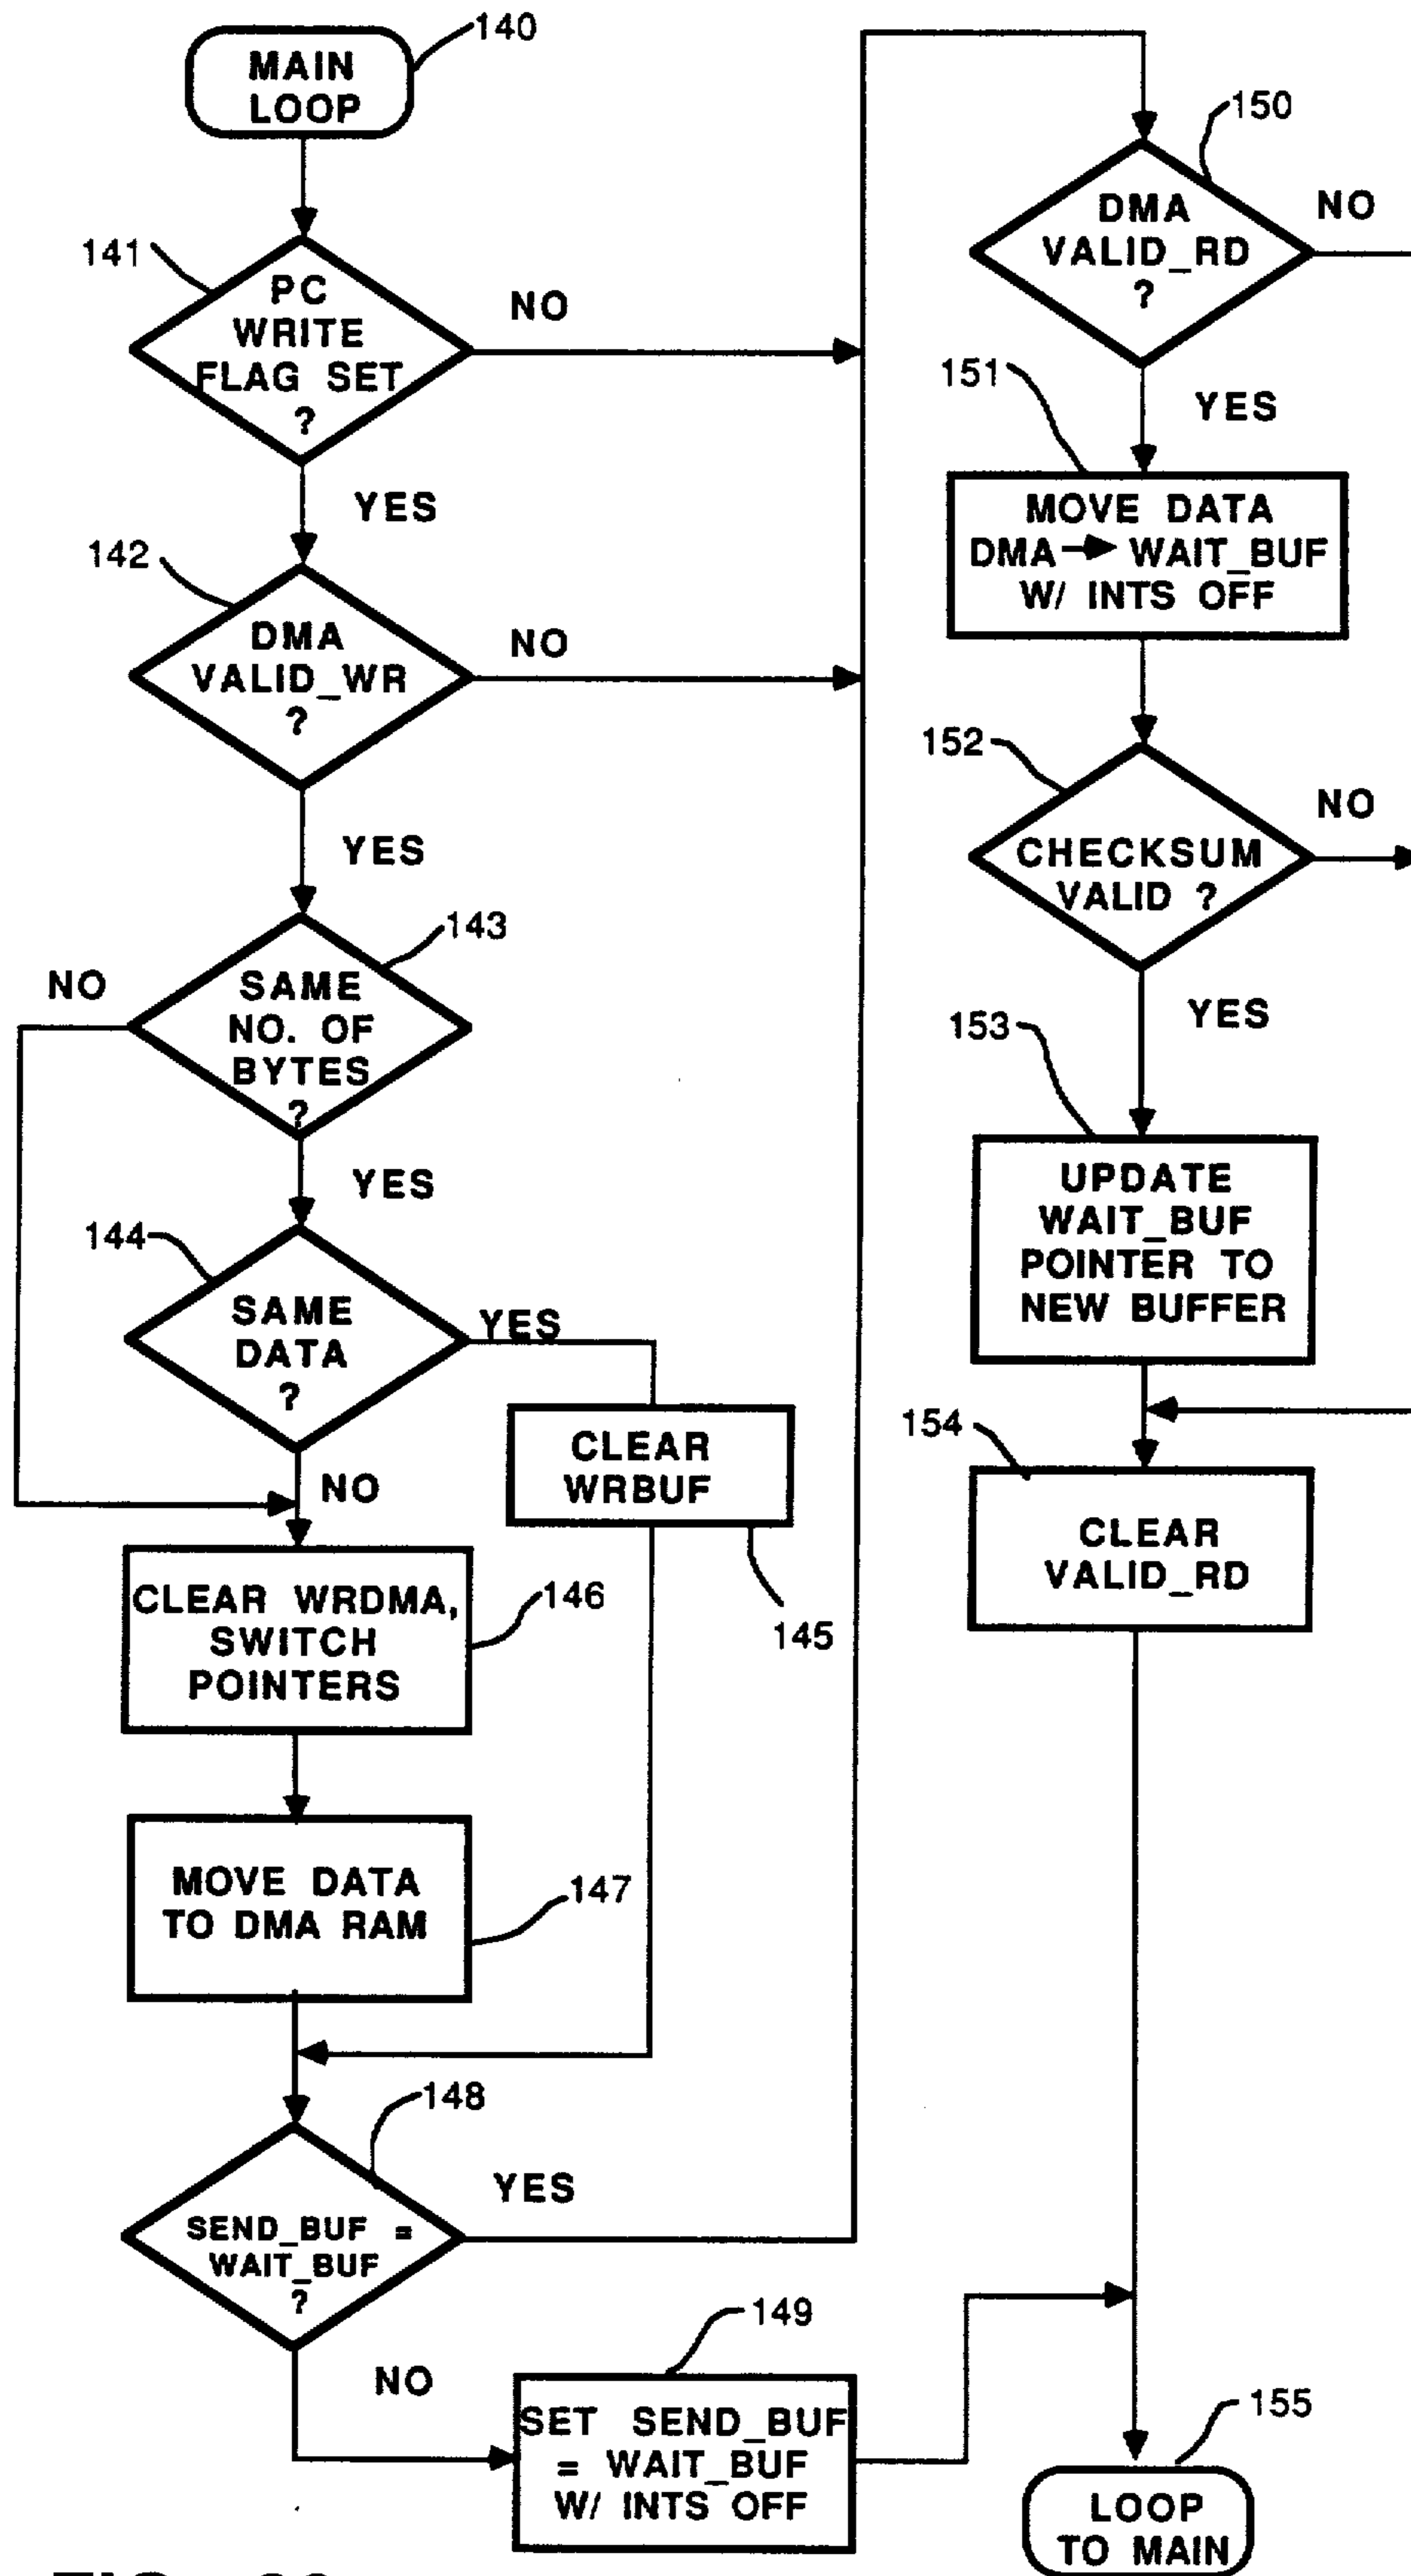 MAIN
LOOP
140
141
PC
WRITE
FLAG SET
?
NO
YES
142
DMA
VALID_WR
?
NO
YES
143
SAME
NO. OF
BYTES
?
NO
YES
144
SAME
DATA
?
YES
NO
CLEAR
WRBUF
145
CLEAR WRDMA,
SWITCH
POINTERS
146
MOVE DATA
TO DMA RAM
147
148
SEND_BUF =
WAIT_BUF
?
YES
NO
149
SET SEND_BUF
= WAIT_BUF
W/ INTS OFF
150
DMA
VALID_RD
?
NO
YES
151
MOVE DATA
DMA → WAIT_BUF
W/ INTS OFF
152
CHECKSUM
VALID ?
NO
YES
153
UPDATE
WAIT_BUF
POINTER TO
NEW BUFFER
154
CLEAR
VALID_RD
155
LOOP
TO MAIN